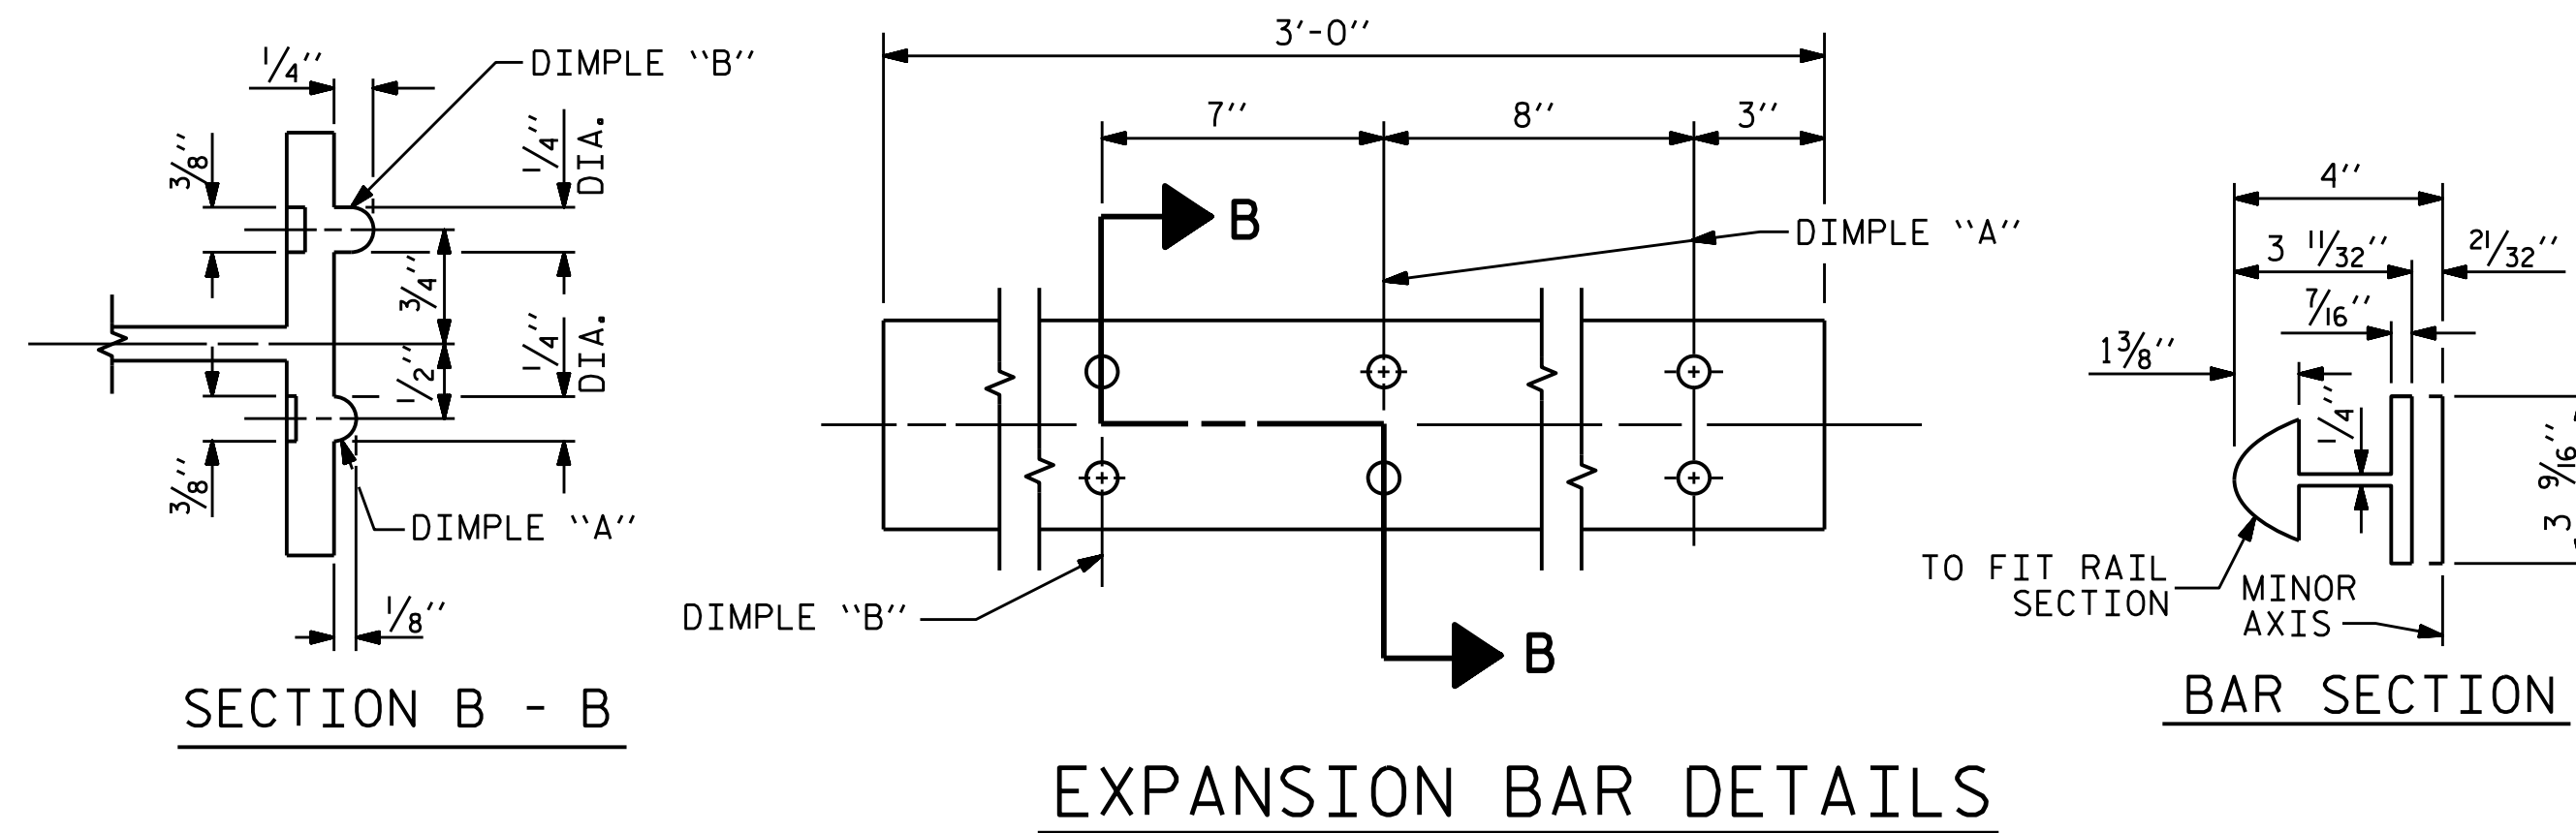 1/4''
DIMPLE ''B''
3/8''
1/4'' DIA.
3/4''
1/2''
1/4'' DIA.
3/8''
DIMPLE ''A''
1/8''
SECTION B - B
3'-0''
7''
8''
3''
B
DIMPLE ''A''
DIMPLE ''B''
B
EXPANSION BAR DETAILS
4''
3 11/32''
21/32''
7/16''
1 3/8''
1/4''
3 9/16''
TO FIT RAIL
SECTION
MINOR
AXIS
BAR SECTION